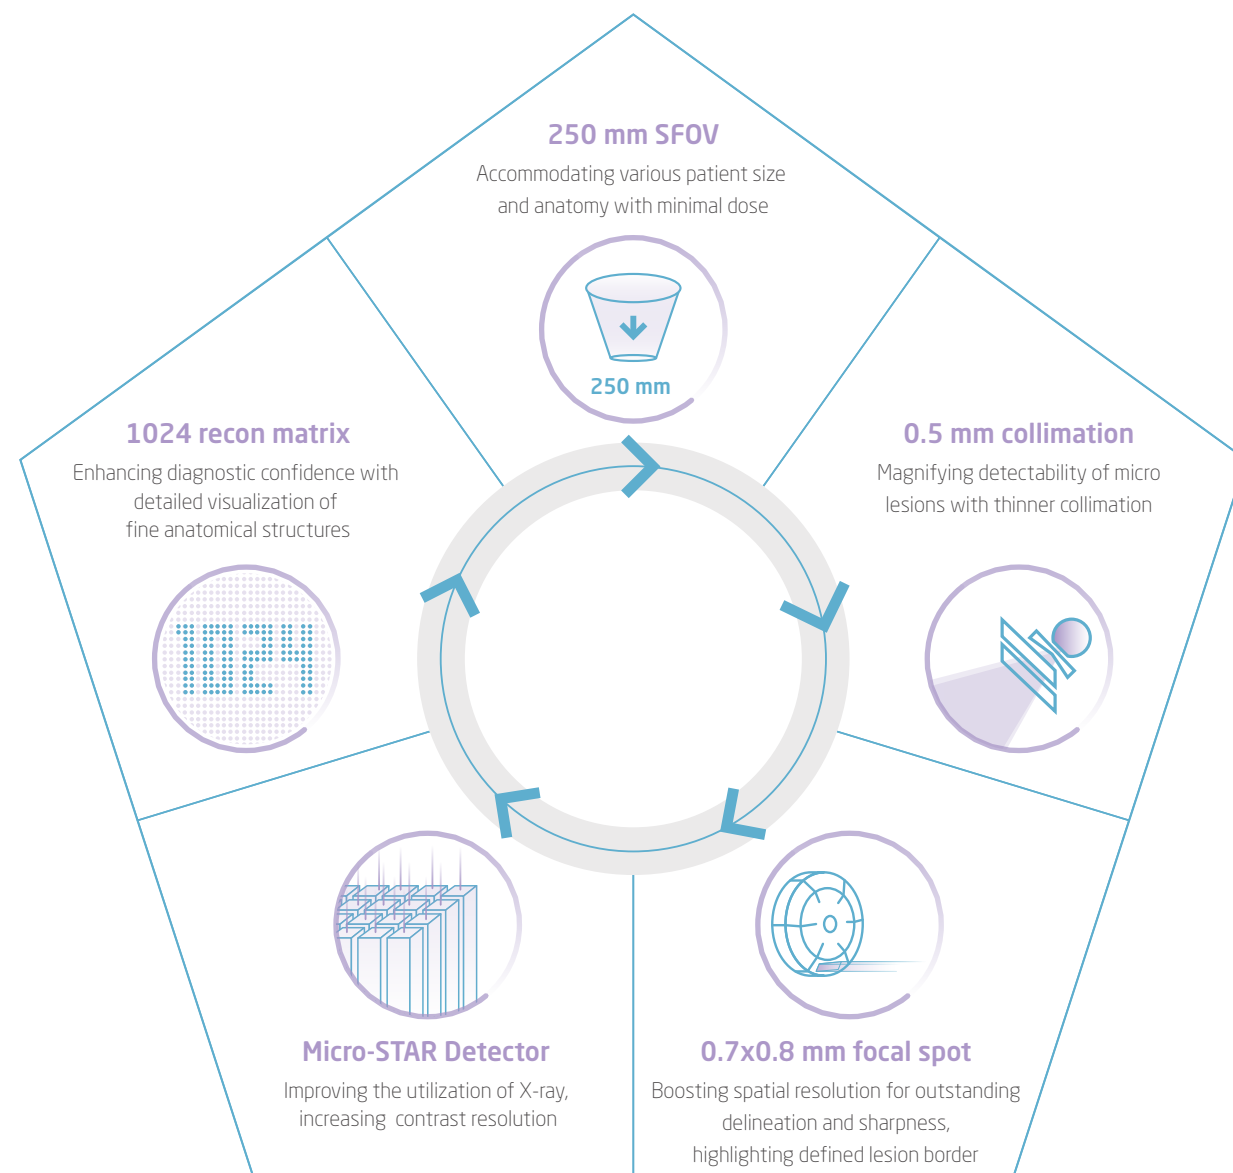 250 mm SFOV
Accommodating various patient size
and anatomy with minimal dose
250 mm
1024 recon matrix
Enhancing diagnostic confidence with
detailed visualization of
fine anatomical structures
1024
0.5 mm collimation
Magnifying detectability of micro
lesions with thinner collimation
Micro-STAR Detector
Improving the utilization of X-ray,
increasing contrast resolution
0.7x0.8 mm focal spot
Boosting spatial resolution for outstanding
delineation and sharpness,
highlighting defined lesion border